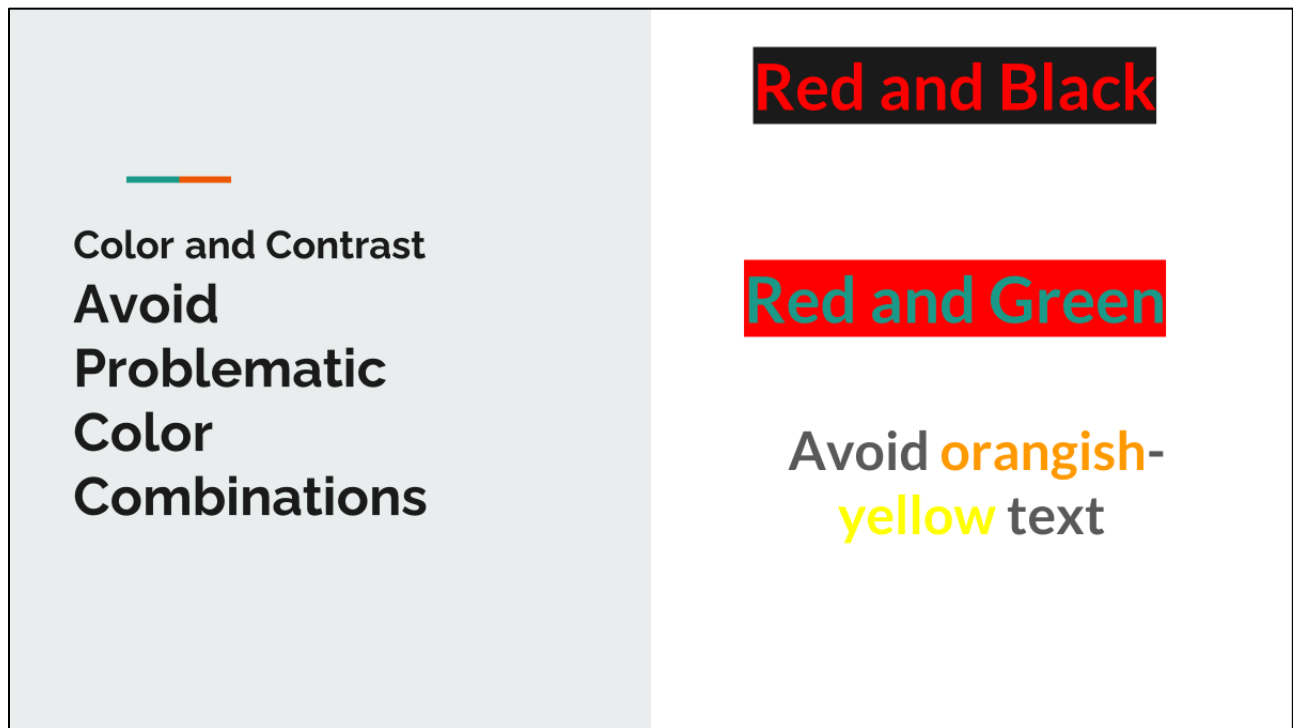 Color and Contrast
Avoid
Problematic
Color
Combinations
Red and Black
Red and Green
Avoid orangish-
yellow text